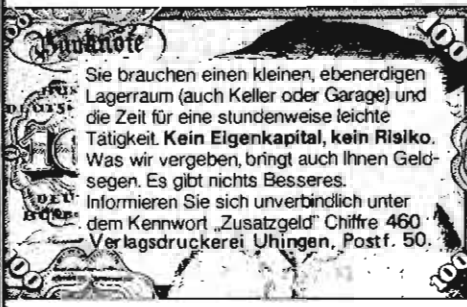 100
100
Banknote
Sie brauchen einen kleinen, ebenerdigen
Lagerraum (auch Keller oder Garage) und
die Zeit für eine stundenweise leichte
Tätigkeit. Kein Eigenkapital, kein Risiko.
Was wir vergeben, bringt auch Ihnen Geld-
segen. Es gibt nichts Besseres.
Informieren Sie sich unverbindlich unter
dem Kennwort „Zusatzgeld" Chiffre 460
Verlagsdruckerei Uhingen, Postf. 50.
100
100